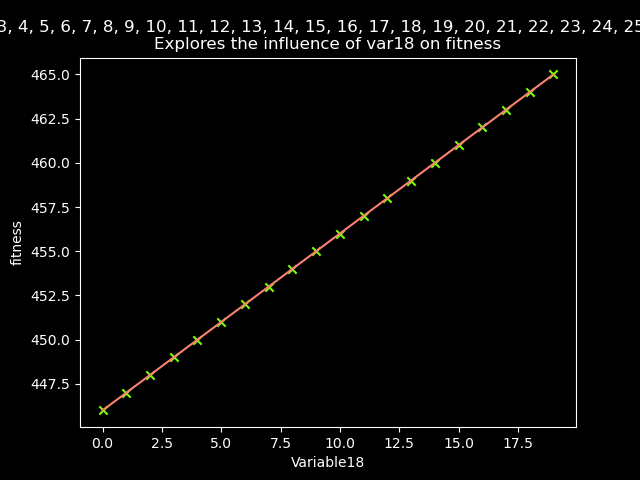 3, 4, 5, 6, 7, 8, 9, 10, 11, 12, 13, 14, 15, 16, 17, 18, 19, 20, 21, 22, 23, 24, 25
Explores the influence of var18 on fitness
465.0
462.5
460.0
457.5
455.0
452.5
450.0
447.5
fitness
0.0 2.5 5.0 7.5 10.0 12.5 15.0 17.5
Variable18